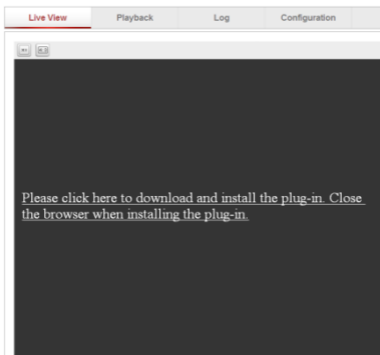 Live View Playback Log Configuration
Please click here to download and install the plug-in. Close
the browser when installing the plug-in.